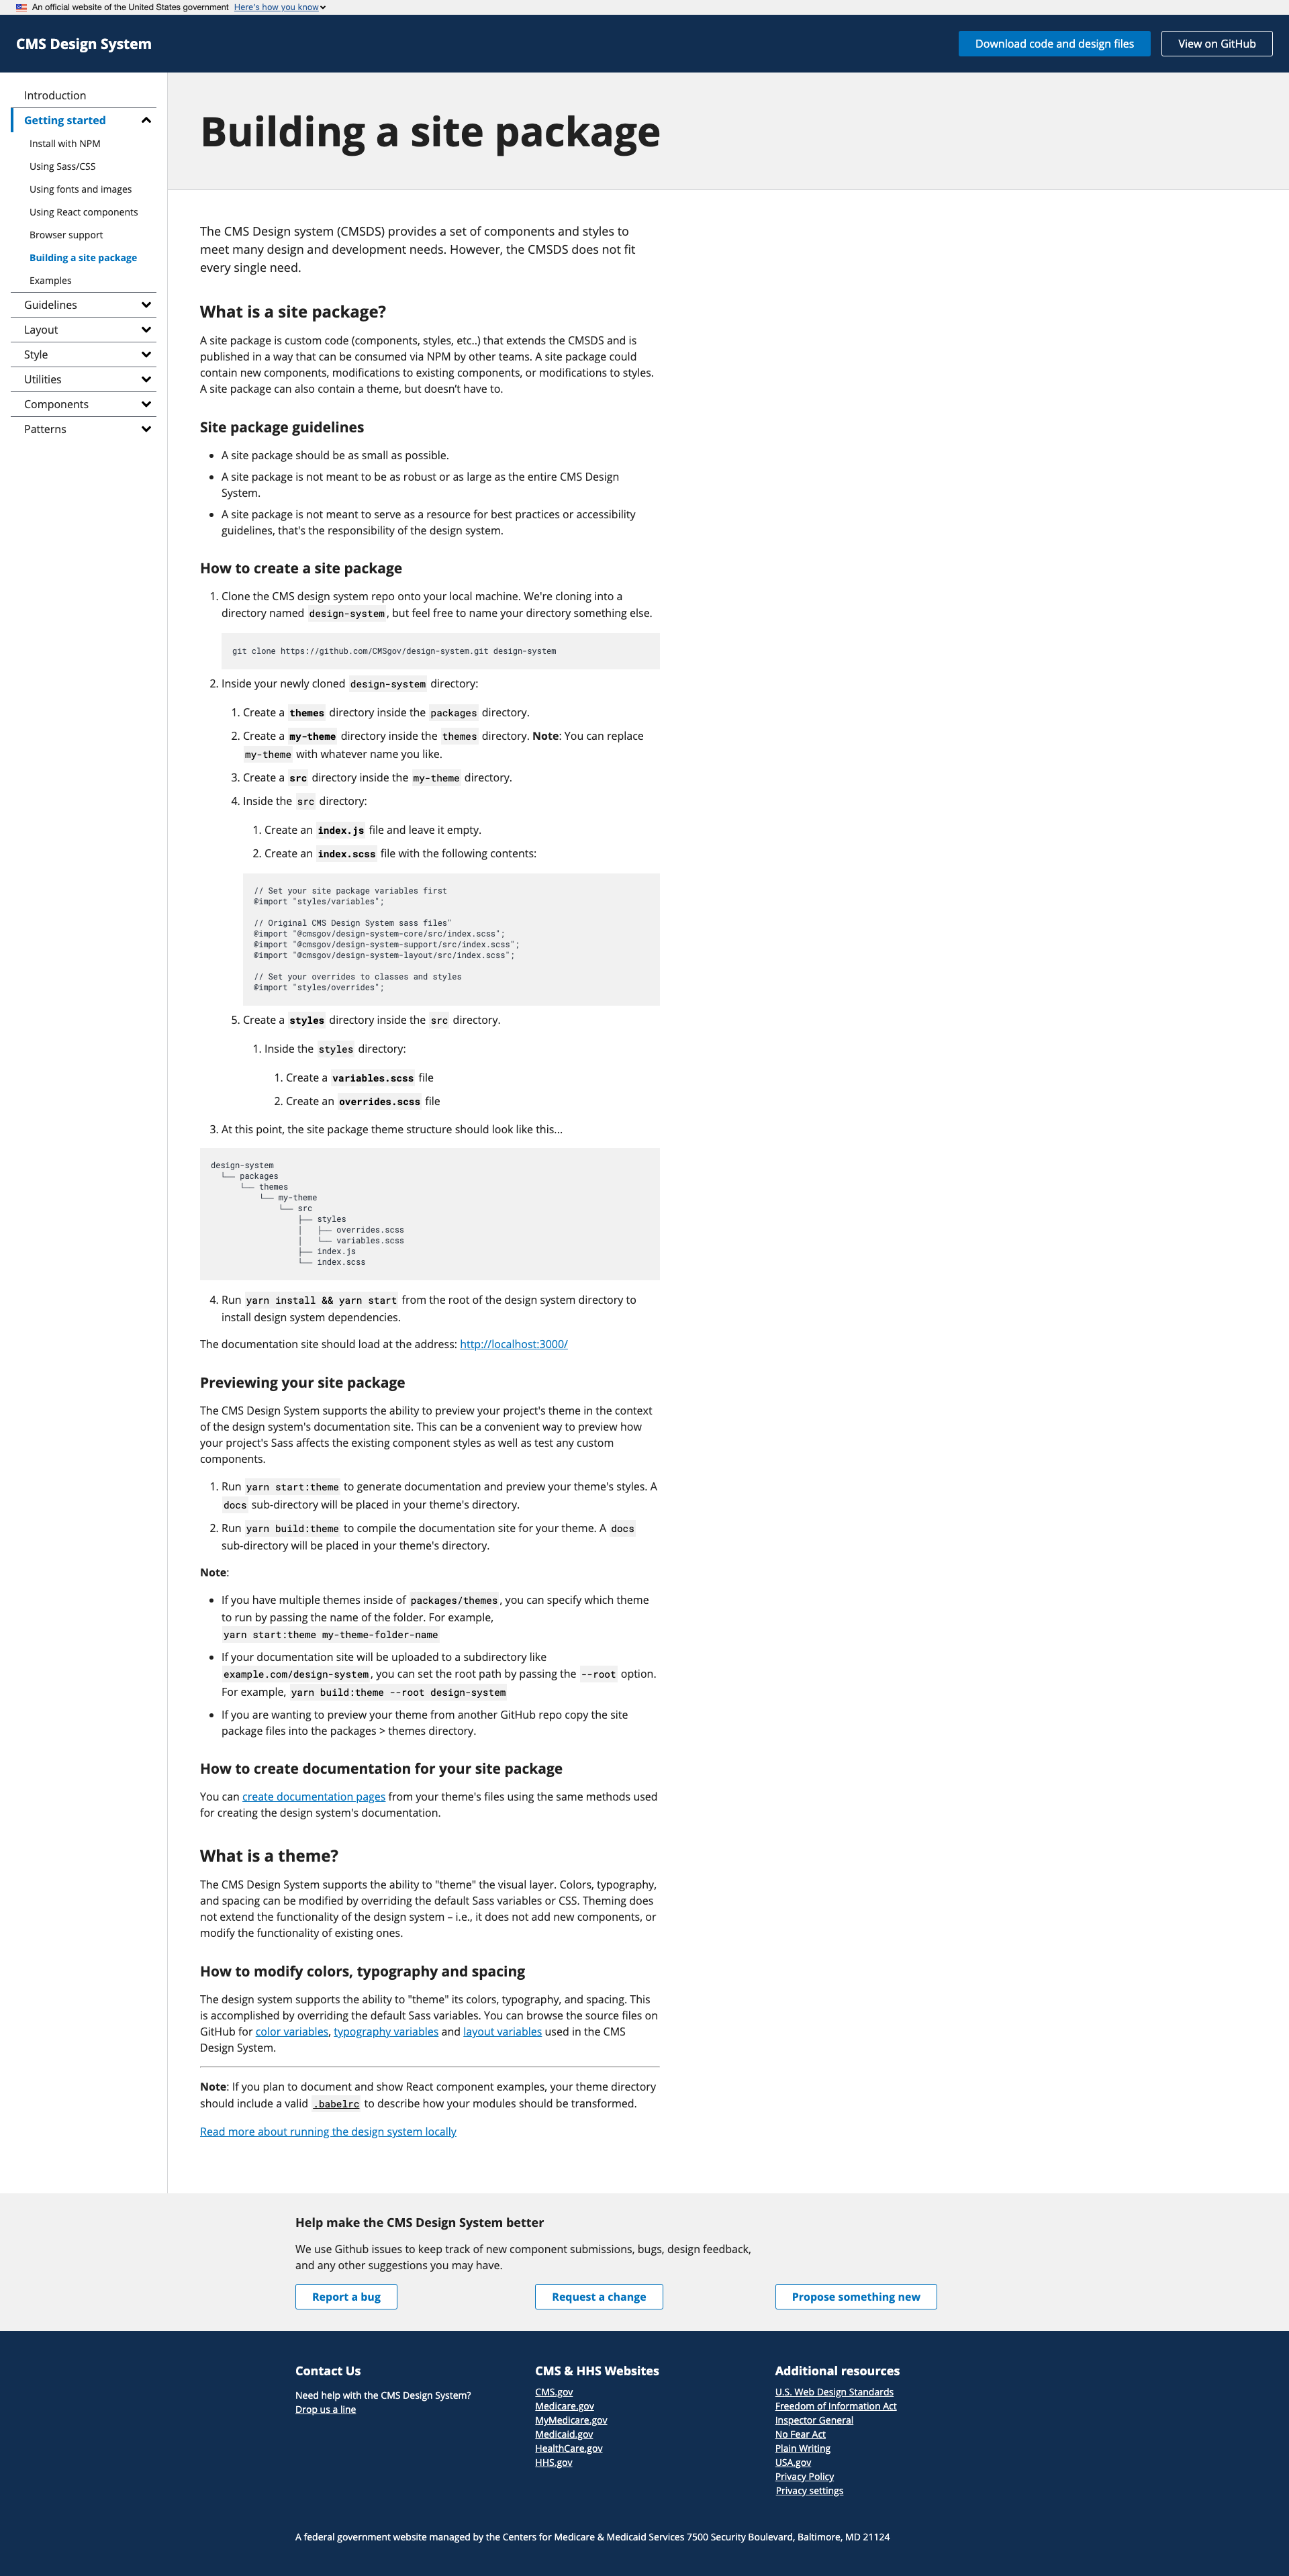 An official website of the United States government Here's how you know
CMS Design System
Download code and design files
View on GitHub
Introduction
Getting started
Install with NPM
Using Sass/CSS
Using fonts and images
Using React components
Browser support
Building a site package
Examples
Guidelines
Layout
Style
Utilities
Components
Patterns
Building a site package
The CMS Design system (CMSDS) provides a set of components and styles to
meet many design and development needs. However, the CMSDS does not fit
every single need.
What is a site package?
A site package is custom code (components, styles, etc..) that extends the CMSDS and is
published in a way that can be consumed via NPM by other teams. A site package could
contain new components, modifications to existing components, or modifications to styles.
A site package can also contain a theme, but doesn’t have to.
Site package guidelines
• A site package should be as small as possible.
• A site package is not meant to be as robust or as large as the entire CMS Design
System.
• A site package is not meant to serve as a resource for best practices or accessibility
guidelines, that's the responsibility of the design system.
How to create a site package
1. Clone the CMS design system repo onto your local machine. We're cloning into a
directory named design-system, but feel free to name your directory something else.
git clone https://github.com/CMSgov/design-system.git design-system
2. Inside your newly cloned design-system directory:
1. Create a themes directory inside the packages directory.
2. Create a my-theme directory inside the themes directory. Note: You can replace
my-theme with whatever name you like.
3. Create a src directory inside the my-theme directory.
4. Inside the src directory:
1. Create an index.js file and leave it empty.
2. Create an index.scss file with the following contents:
// Set your site package variables first
@import "styles/variables";
// Original CMS Design System sass files"
@import "@cmsgov/design-system-core/src/index.scss";
@import "@cmsgov/design-system-support/src/index.scss";
@import "@cmsgov/design-system-layout/src/index.scss";
// Set your overrides to classes and styles
@import "styles/overrides";
5. Create a styles directory inside the src directory.
1. Inside the styles directory:
1. Create a variables.scss file
2. Create an overrides.scss file
3. At this point, the site package theme structure should look like this...
design-system
└── packages
└── themes
└── my-theme
└── src
├── styles
│ ├── overrides.scss
│ └── variables.scss
├── index.js
└── index.scss
4. Run yarn install && yarn start from the root of the design system directory to
install design system dependencies.
The documentation site should load at the address: http://localhost:3000/
Previewing your site package
The CMS Design System supports the ability to preview your project's theme in the context
of the design system's documentation site. This can be a convenient way to preview how
your project's Sass affects the existing component styles as well as test any custom
components.
1. Run yarn start:theme to generate documentation and preview your theme's styles. A
docs sub-directory will be placed in your theme's directory.
2. Run yarn build:theme to compile the documentation site for your theme. A docs
sub-directory will be placed in your theme's directory.
Note:
• If you have multiple themes inside of packages/themes, you can specify which theme
to run by passing the name of the folder. For example,
yarn start:theme my-theme-folder-name
• If your documentation site will be uploaded to a subdirectory like
example.com/design-system, you can set the root path by passing the --root option.
For example, yarn build:theme --root design-system
• If you are wanting to preview your theme from another GitHub repo copy the site
package files into the packages > themes directory.
How to create documentation for your site package
You can create documentation pages from your theme's files using the same methods used
for creating the design system's documentation.
What is a theme?
The CMS Design System supports the ability to "theme" the visual layer. Colors, typography,
and spacing can be modified by overriding the default Sass variables or CSS. Theming does
not extend the functionality of the design system – i.e., it does not add new components, or
modify the functionality of existing ones.
How to modify colors, typography and spacing
The design system supports the ability to "theme" its colors, typography, and spacing. This
is accomplished by overriding the default Sass variables. You can browse the source files on
GitHub for color variables, typography variables and layout variables used in the CMS
Design System.
Note: If you plan to document and show React component examples, your theme directory
should include a valid .babelrc to describe how your modules should be transformed.
Read more about running the design system locally
Help make the CMS Design System better
We use Github issues to keep track of new component submissions, bugs, design feedback,
and any other suggestions you may have.
Report a bug
Request a change
Propose something new
Contact Us
Need help with the CMS Design System?
Drop us a line
CMS & HHS Websites
CMS.gov
Medicare.gov
MyMedicare.gov
Medicaid.gov
HealthCare.gov
HHS.gov
Additional resources
U.S. Web Design Standards
Freedom of Information Act
Inspector General
No Fear Act
Plain Writing
USA.gov
Privacy Policy
Privacy settings
A federal government website managed by the Centers for Medicare & Medicaid Services 7500 Security Boulevard, Baltimore, MD 21124